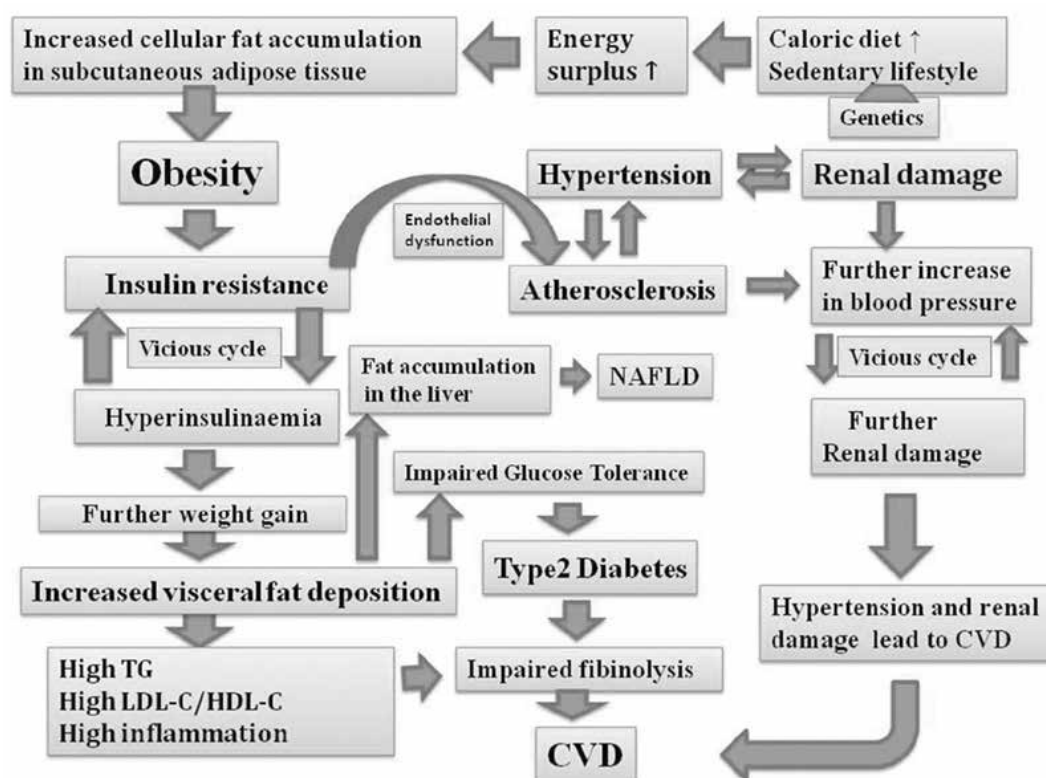 Increased cellular fat accumulation
in subcutaneous adipose tissue
Energy
surplus ↑
Caloric diet ↑
Sedentary lifestyle
Genetics
Obesity
Hypertension
Renal damage
Endothelial
dysfunction
Insulin resistance
Atherosclerosis
Further increase
in blood pressure
Vicious cycle
Fat accumulation
in the liver
NAFLD
Vicious cycle
Hyperinsulinaemia
Further
Renal damage
Impaired Glucose Tolerance
Further weight gain
Type2 Diabetes
Increased visceral fat deposition
Hypertension and renal
damage lead to CVD
High TG
High LDL-C/HDL-C
High inflammation
Impaired fibinolysis
CVD